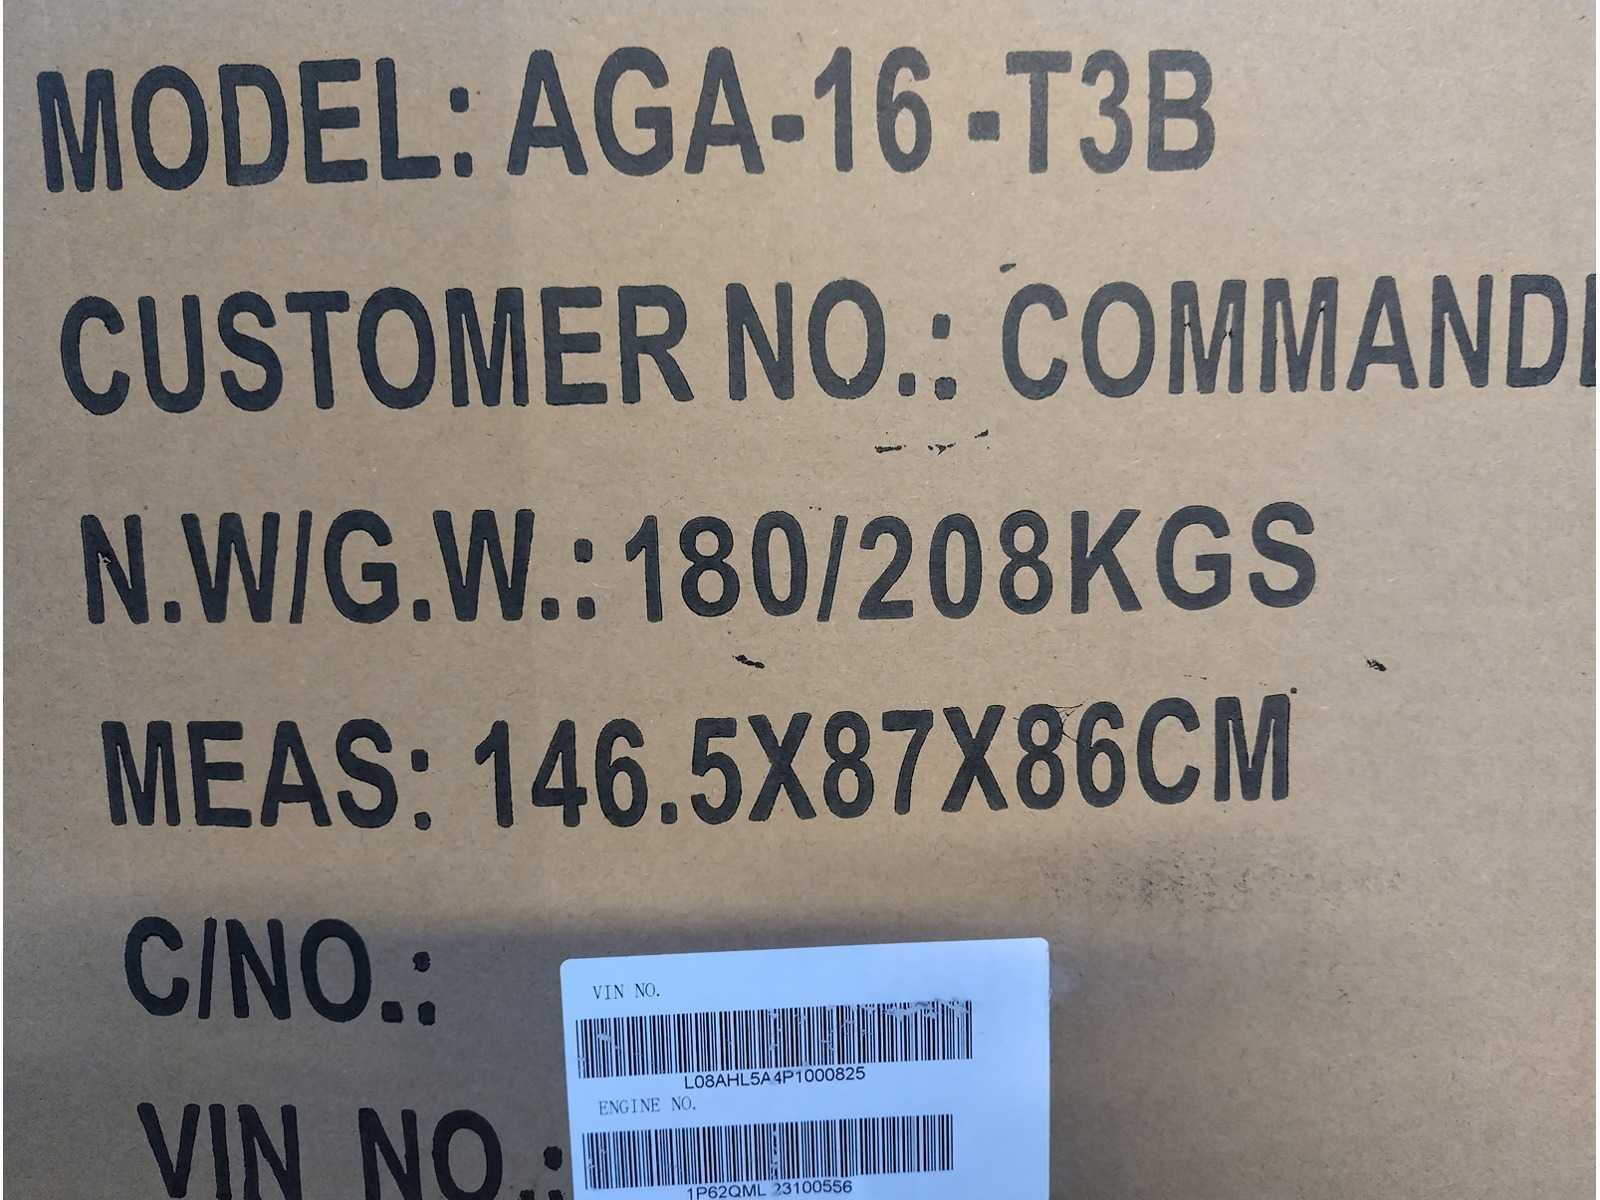 MODEL: AGA-16 -T3B
CUSTOMER NO.: COMMAND
N.W/G.W.:180/208KGS
MEAS: 146.5X87X86CM
C/NO.:
VIN NO.
L08AHL5A4P1000825
ENGINE NO.
VIN NO.:
1P62QML 23100556